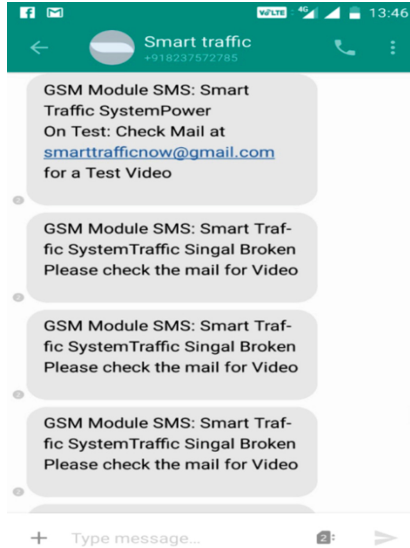 VoLTE 4G 13:46
Smart traffic
+918237572785
GSM Module SMS: Smart
Traffic SystemPower
On Test: Check Mail at
smarttrafficnow@gmail.com
for a Test Video
GSM Module SMS: Smart Traf-
fic SystemTraffic Singal Broken
Please check the mail for Video
GSM Module SMS: Smart Traf-
fic SystemTraffic Singal Broken
Please check the mail for Video
GSM Module SMS: Smart Traf-
fic SystemTraffic Singal Broken
Please check the mail for Video
Type message... 2